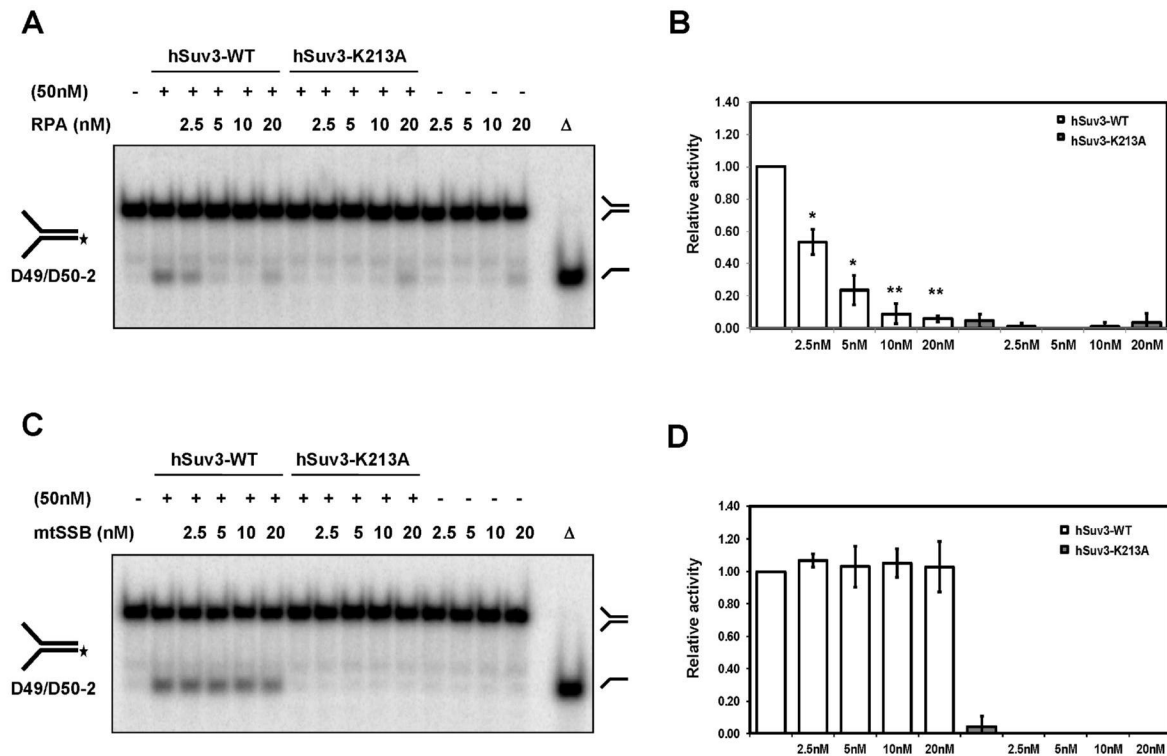 A
hSuv3-WT hSuv3-K213A
(50nM) - + + + + + + + + + + - - - -
RPA (nM) 2.5 5 10 20 2.5 5 10 20 2.5 5 10 20 Δ
D49/D50-2
B
1.40
1.20
1.00
0.80
0.60
0.40
0.20
0.00
Relative activity
hSuv3-WT
hSuv3-K213A
* * ** **
2.5nM 5nM 10nM 20nM 2.5nM 5nM 10nM 20nM
C
hSuv3-WT hSuv3-K213A
(50nM) - + + + + + + + + + + - - - -
mtSSB (nM) 2.5 5 10 20 2.5 5 10 20 2.5 5 10 20 Δ
D49/D50-2
D
1.40
1.20
1.00
0.80
0.60
0.40
0.20
0.00
Relative activity
hSuv3-WT
hSuv3-K213A
2.5nM 5nM 10nM 20nM 2.5nM 5nM 10nM 20nM